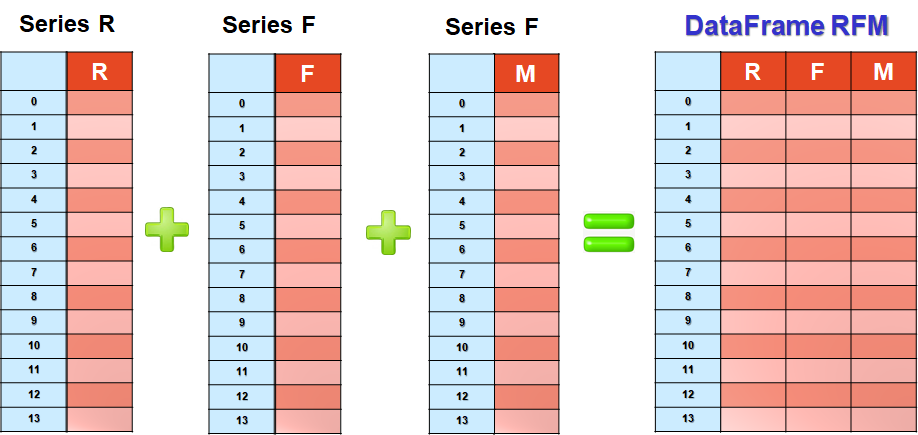 Series R
Series F
Series F
DataFrame RFM
R
F
M
R F M
0 0 0 0
1 1 1 1
2 2 2 2
3 3 3 3
4 4 4 4
5 5 5 5
6 6 6 6
7 7 7 7
8 8 8 8
9 9 9 9
10 10 10 10
11 11 11 11
12 12 12 12
13 13 13 13